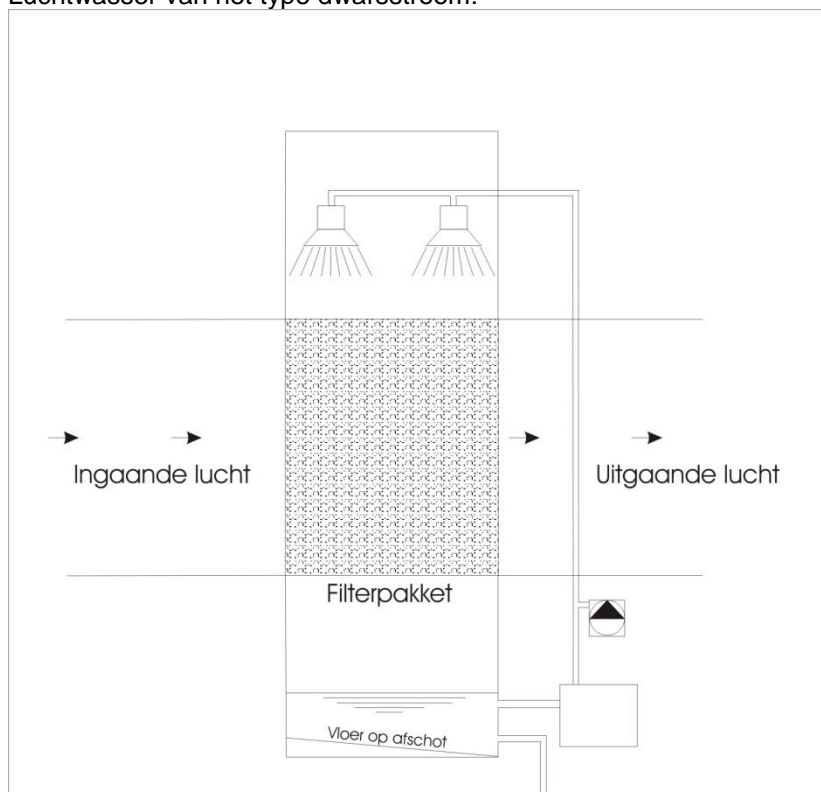 Luchtwasser van het type dwarsstroom:
Ingaande lucht
Uitgaande lucht
Filterpakket
Vloer op afschot